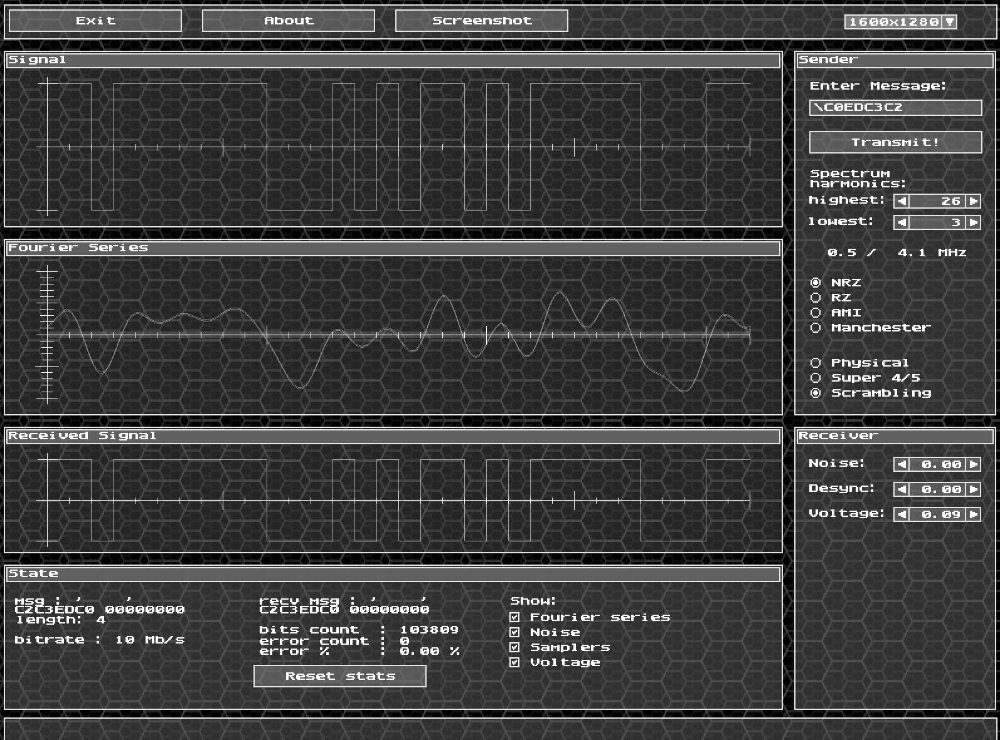 Exit About Screenshot 1600x1280
Signal
Sender
Enter Message:
\C0EDC3C2
Transmit!
Spectrum
harmonics:
highest: 26
lowest: 3
0.5 / 4.1 MHz
NRZ
RZ
AMI
Manchester
Physical
Super 4/5
Scrambling
Fourier Series
Received Signal
Receiver
Noise: 0.00
Desync: 0.00
Voltage: 0.09
State
msg : ' '
C2C3EDC0 00000000
length: 4
bitrate : 10 Mb/s
recv msg : ' '
C2C3EDC0 00000000
bits count : 103809
error count : 0
error % : 0.00 %
Reset stats
Show:
Fourier series
Noise
Samplers
Voltage